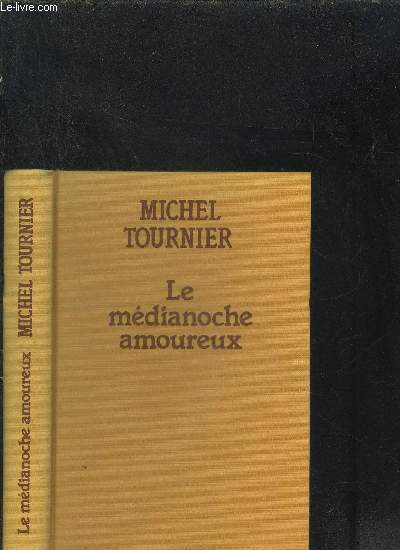 Le-livre.com
MICHEL
TOURNIER
Le
médianoche
amoureux
Le médianoche amoureux MICHEL TOURNIER